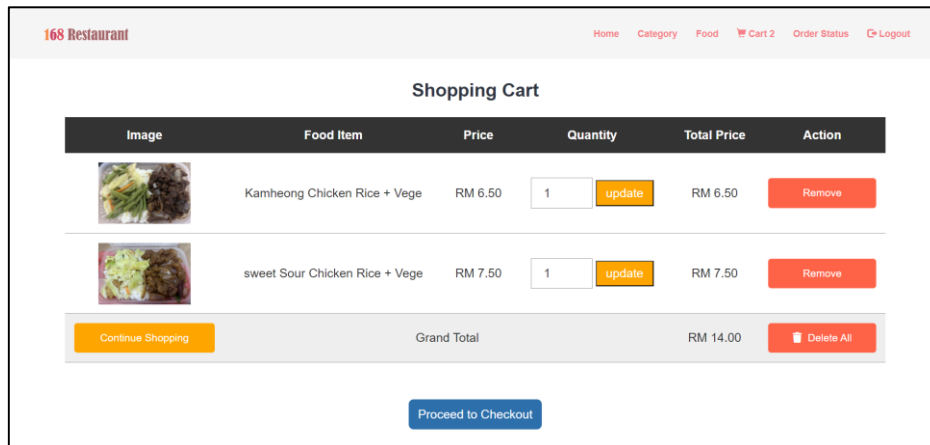 168 Restaurant Home Category Food Cart 2 Order Status Logout
Shopping Cart
Image Food Item Price Quantity Total Price Action
Kamheong Chicken Rice + Vege RM 6.50 1 update RM 6.50 Remove
sweet Sour Chicken Rice + Vege RM 7.50 1 update RM 7.50 Remove
Continue Shopping Grand Total RM 14.00 Delete All
Proceed to Checkout